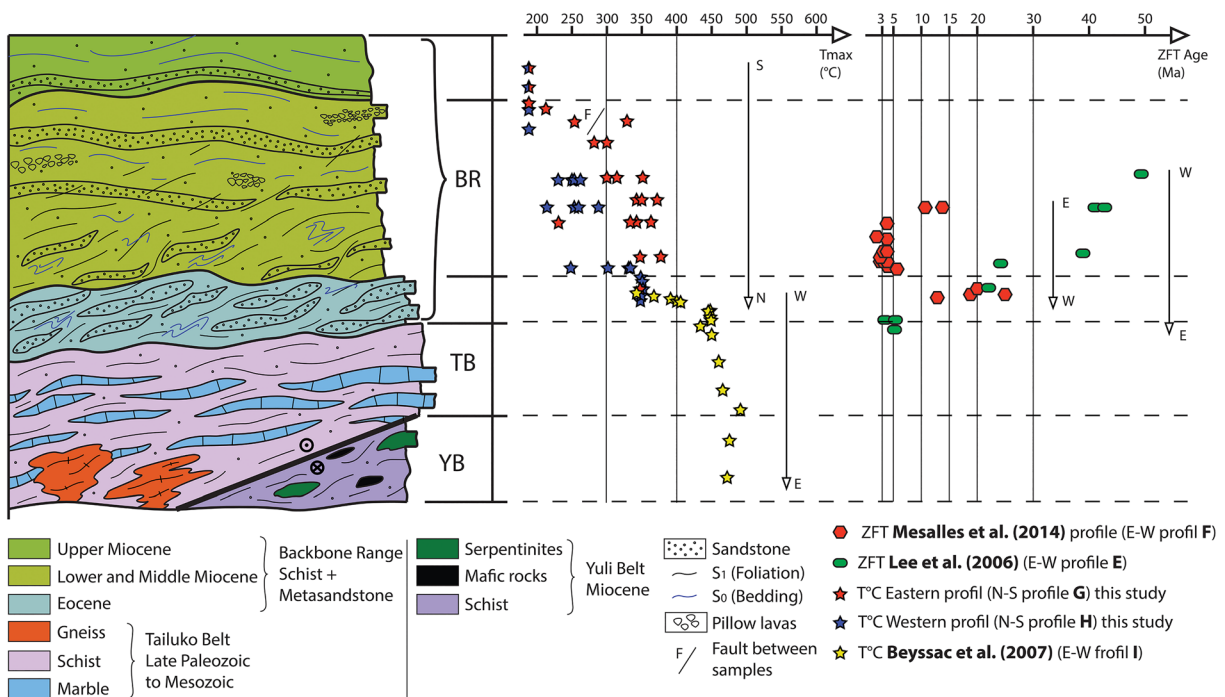 200 250 300 350 400 450 500 550 600
Tmax
(°C)
3 5 10 15 20 30 40 50
ZFT Age
(Ma)
S
F
W
E
BR
N
W
W
E
TB
YB
E
Upper Miocene
Lower and Middle Miocene
Eocene
Backbone Range
Schist +
Metasandstone
Gneiss
Schist
Marble
Tailuko Belt
Late Paleozoic
to Mesozoic
Serpentinites
Mafic rocks
Schist
Yuli Belt
Miocene
Sandstone
S1 (Foliation)
S0 (Bedding)
Pillow lavas
F
Fault between
samples
ZFT Mesalles et al. (2014) profile (E-W profil F)
ZFT Lee et al. (2006) (E-W profile E)
T°C Eastern profil (N-S profile G) this study
T°C Western profil (N-S profile H) this study
T°C Beyssac et al. (2007) (E-W frofil I)